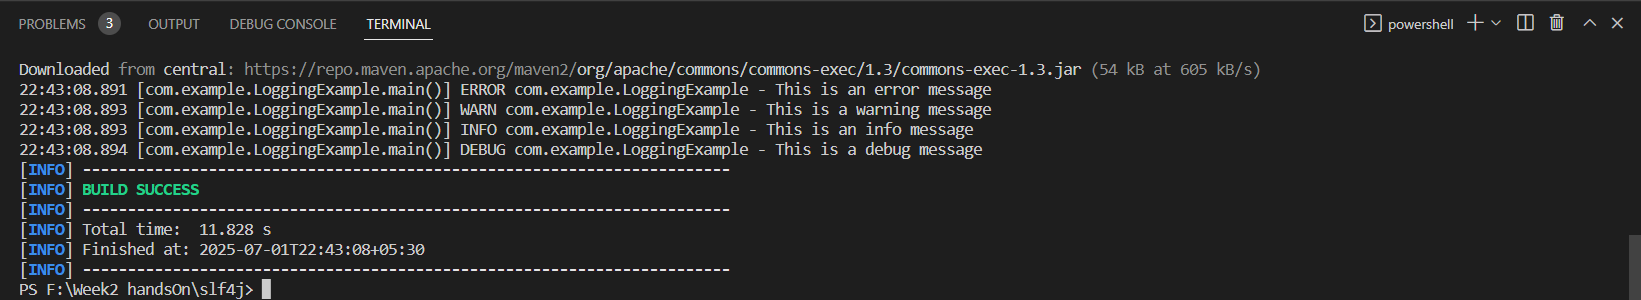 PROBLEMS 3 OUTPUT DEBUG CONSOLE TERMINAL powershell
Downloaded from central: https://repo.maven.apache.org/maven2/org/apache/commons/commons-exec/1.3/commons-exec-1.3.jar (54 kB at 605 kB/s)
22:43:08.891 [com.example.LoggingExample.main()] ERROR com.example.LoggingExample - This is an error message
22:43:08.893 [com.example.LoggingExample.main()] WARN com.example.LoggingExample - This is a warning message
22:43:08.893 [com.example.LoggingExample.main()] INFO com.example.LoggingExample - This is an info message
22:43:08.894 [com.example.LoggingExample.main()] DEBUG com.example.LoggingExample - This is a debug message
[INFO] ------------------------------------------------------------------------
[INFO] BUILD SUCCESS
[INFO] ------------------------------------------------------------------------
[INFO] Total time:  11.828 s
[INFO] Finished at: 2025-07-01T22:43:08+05:30
[INFO] ------------------------------------------------------------------------
PS F:\Week2 handsOn\slf4j>